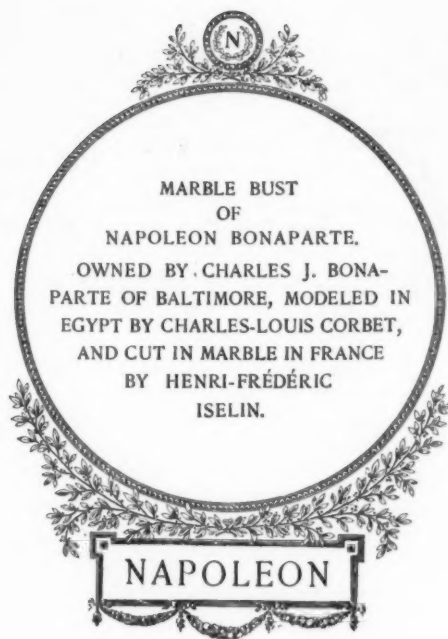 N
MARBLE BUST
OF
NAPOLEON BONAPARTE.
OWNED BY CHARLES J. BONA-
PARTE OF BALTIMORE, MODELED IN
EGYPT BY CHARLES-LOUIS CORBET,
AND CUT IN MARBLE IN FRANCE
BY HENRI-FRÉDÉRIC
ISELIN.
NAPOLEON